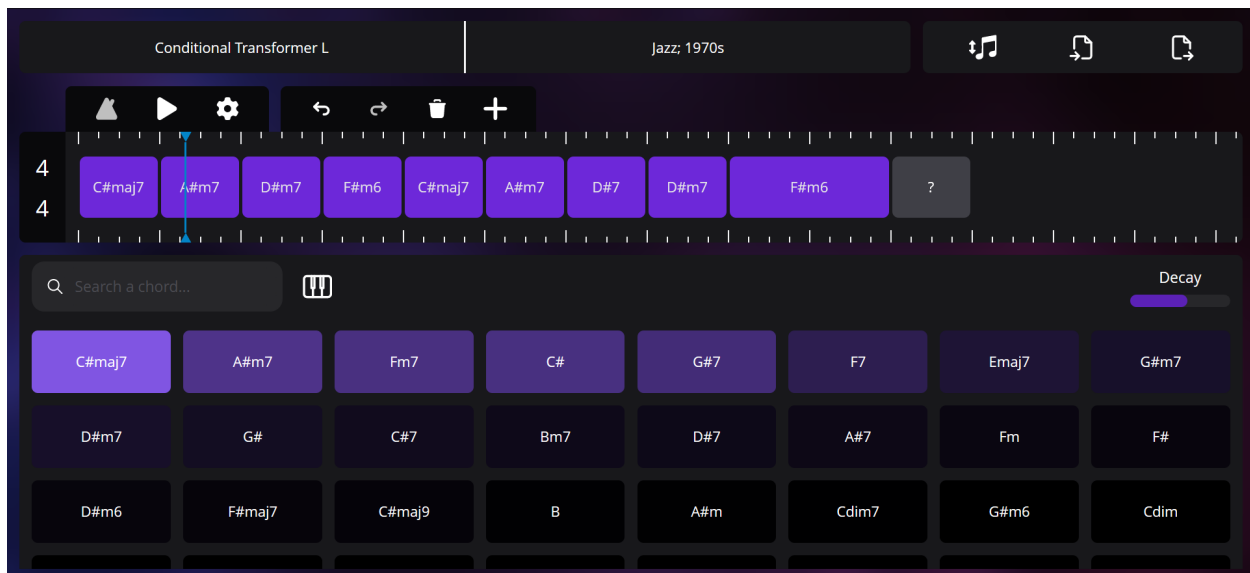 Conditional Transformer L
Jazz; 1970s
4
4
C#maj7 A#m7 D#m7 F#m6 C#maj7 A#m7 D#7 D#m7 F#m6 ?
Search a chord...
Decay
C#maj7 A#m7 Fm7 C# G#7 F7 Emaj7 G#m7
D#m7 G# C#7 Bm7 D#7 A#7 Fm F#
D#m6 F#maj7 C#maj9 B A#m Cdim7 G#m6 Cdim